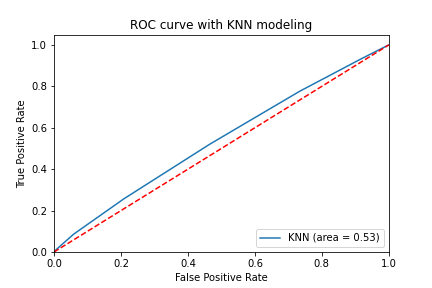 ROC curve with KNN modeling
True Positive Rate
1.0
0.8
0.6
0.4
0.2
0.0
KNN (area = 0.53)
0.0 0.2 0.4 0.6 0.8 1.0
False Positive Rate